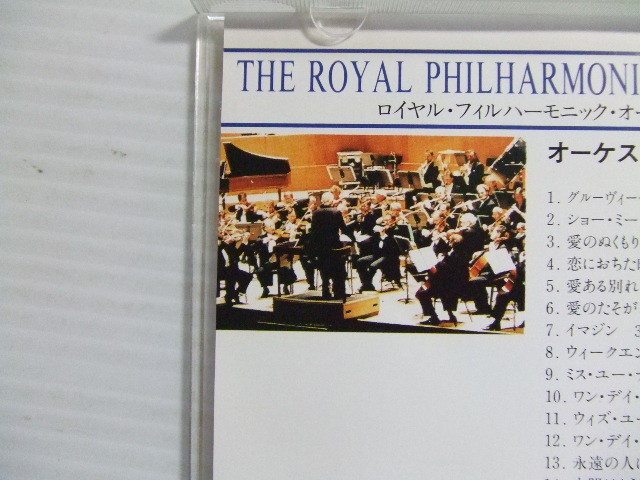 THE ROYAL PHILHARMONI
ロイヤル・フィルハーモニック・オー
オーケス
1. グルーヴィー・
2. ショー・ミー
3. 愛のぬくもり
4. 恋におちた
5. 愛ある別れ
6. 愛のたそが
7. イマジン 3
8. ウィークエン
9. ミス・ユー・
10. ワン・デイ・
11. ウィズ・ユー
12. ワン・デイ・
13. 永遠の人に